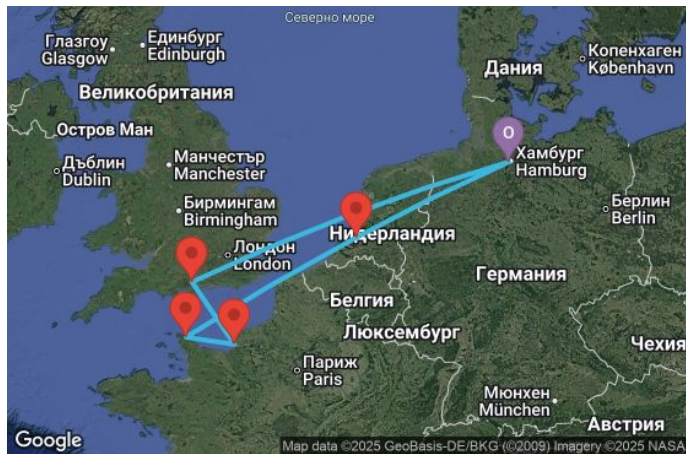 Северно море
Глазгоу
Glasgow
Единбург
Edinburgh
Великобритания
Остров Ман
Дъблин
Dublin
Манчестър
Manchester
Бирмингам
Birmingham
Лондон
London
Дания
Копенхаген
København
O
Хамбург
Hamburg
Берлин
Berlin
Нидерландия
Германия
Белгия
Люксембург
Париж
Paris
Чехия
Мюнхен
München
Австрия
Google
Map data ©2025 GeoBasis-DE/BKG (©2009) Imagery ©2025 NASA